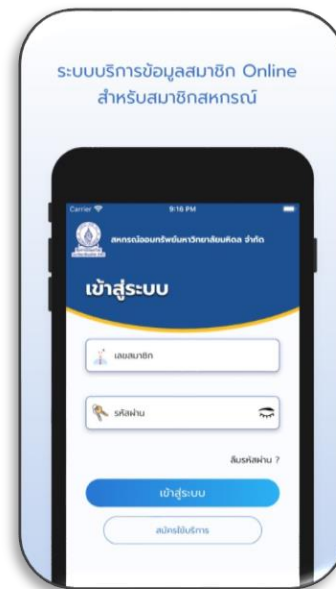 ระบบบริการข้อมูลสมาชิก Online
สำหรับสมาชิกสหกรณ์
Carrier 9:16 PM
สหกรณ์ออมทรัพย์มหาวิทยาลัยมหิดล จำกัด
เข้าสู่ระบบ
เลขสมาชิก
รหัสผ่าน
ลืมรหัสผ่าน ?
เข้าสู่ระบบ
สมัครใช้บริการ